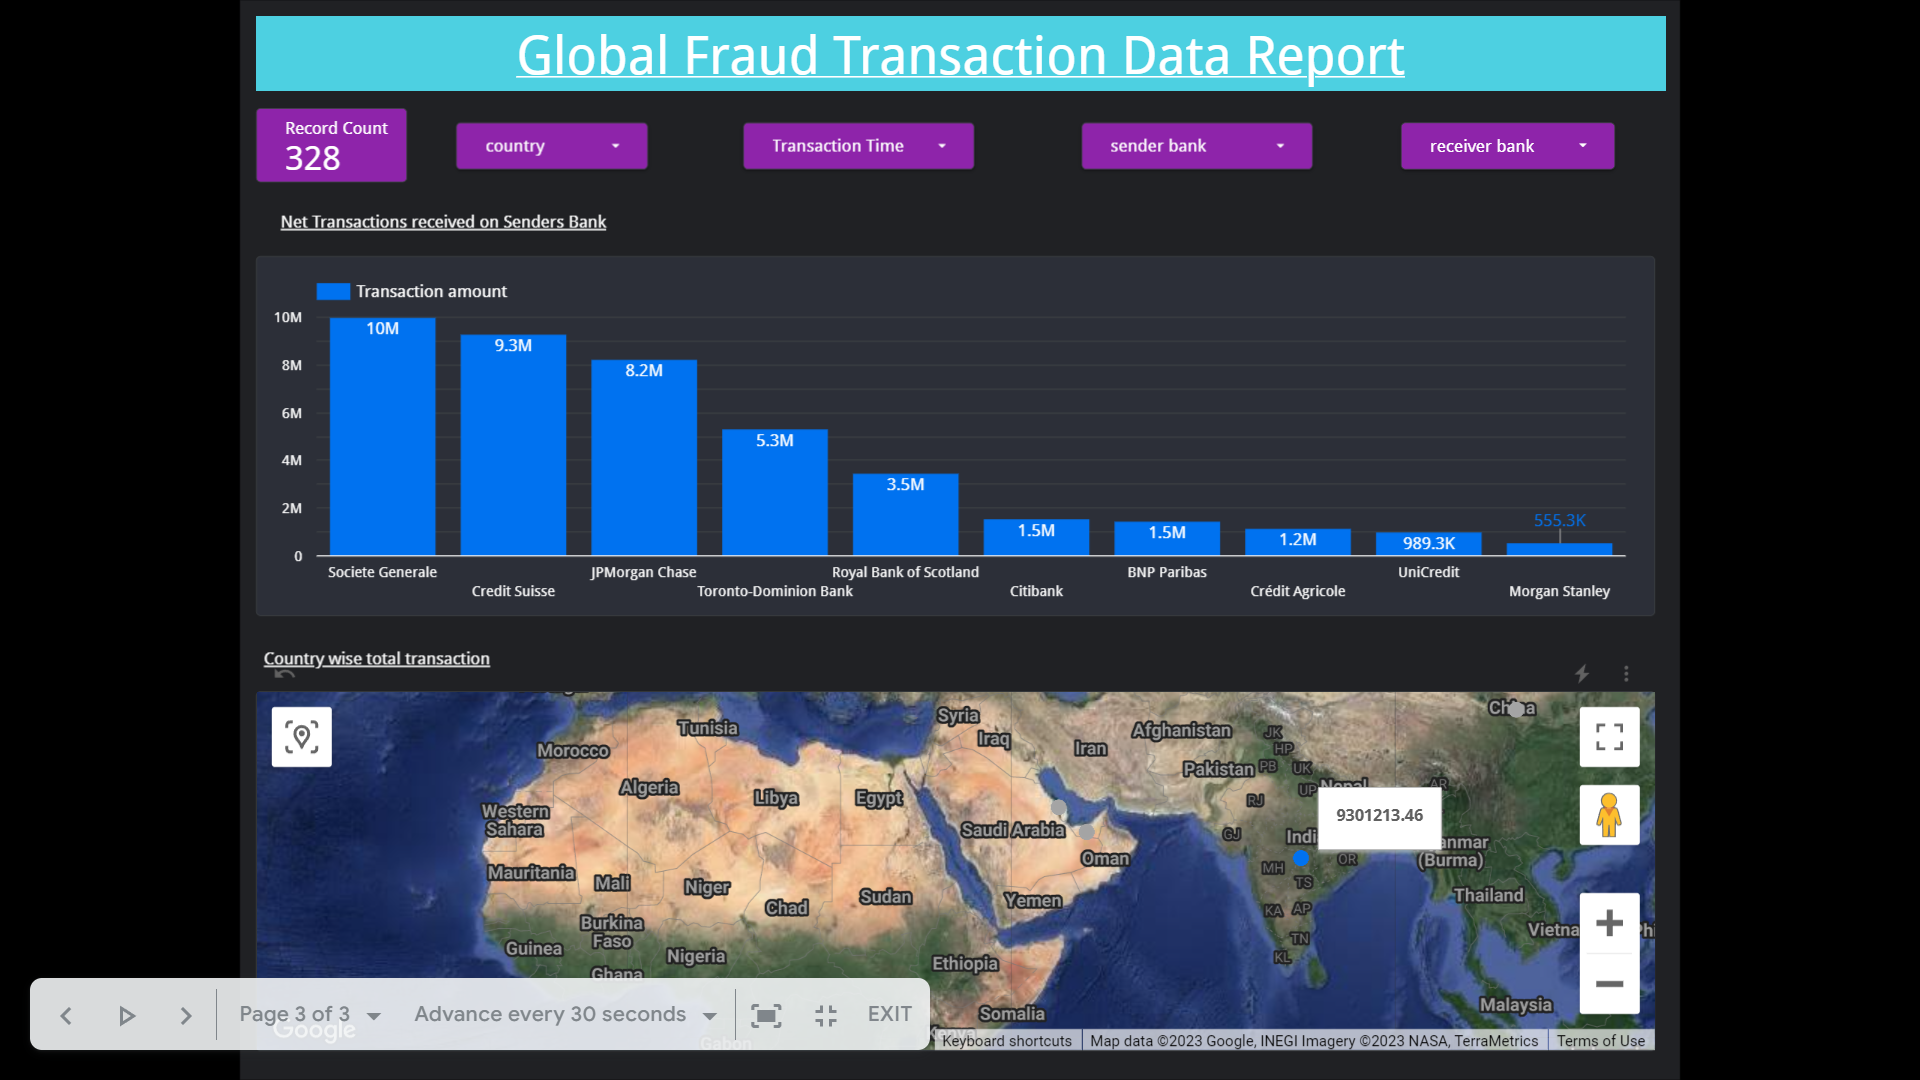 Global Fraud Transaction Data Report
Record Count
328
country
Transaction Time
sender bank
receiver bank
Net Transactions received on Senders Bank
Transaction amount
10M
8M
6M
4M
2M
0
10M
9.3M
8.2M
5.3M
3.5M
1.5M
1.5M
1.2M
989.3K
555.3K
Societe Generale
Credit Suisse
JPMorgan Chase
Toronto-Dominion Bank
Royal Bank of Scotland
Citibank
BNP Paribas
Crédit Agricole
UniCredit
Morgan Stanley
Country wise total transaction
Syria
China
Tunisia
Afghanistan
JK
Iraq
Morocco
Iran
HP
Pakistan
PB
UK
Nepal
AR
Algeria
UP
Libya
Egypt
RJ
Western
Sahara
9301213.46
Saudi Arabia
GJ
Indi
anmar
(Burma)
Oman
OR
MH
Mauritania
Mali
Niger
TS
Sudan
Thailand
Chad
Yemen
KA
AP
Burkina
Faso
Vietna
Phi
TN
Guinea
Nigeria
KL
Ethiopia
Ghana
Malaysia
Somalia
Page 3 of 3
Advance every 30 seconds
EXIT
Google
Kenya
Gabon
Keyboard shortcuts
Map data ©2023 Google, INEGI Imagery ©2023 NASA, TerraMetrics
Terms of Use